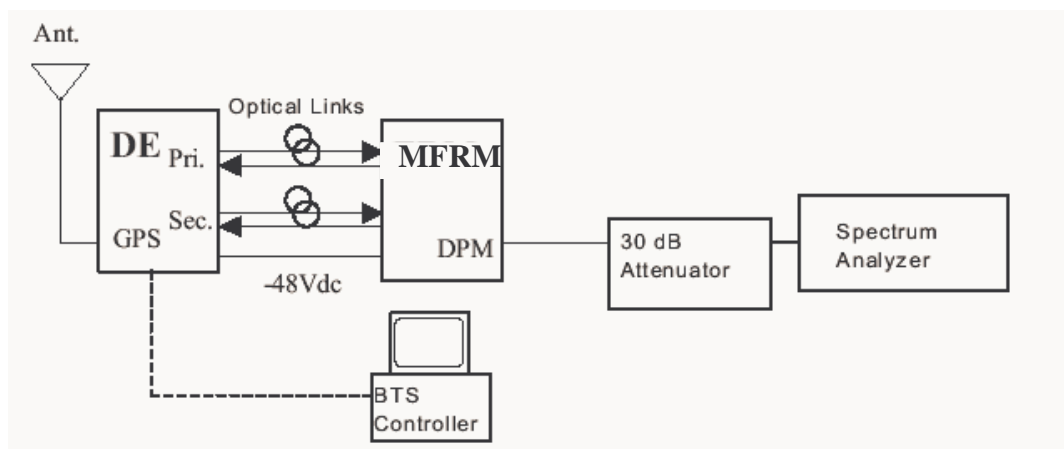 Ant.
Optical Links
DE
Pri.
MFRM
Sec.
GPS
DPM
-48Vdc
30 dB
Attenuator
Spectrum
Analyzer
BTS
Controller